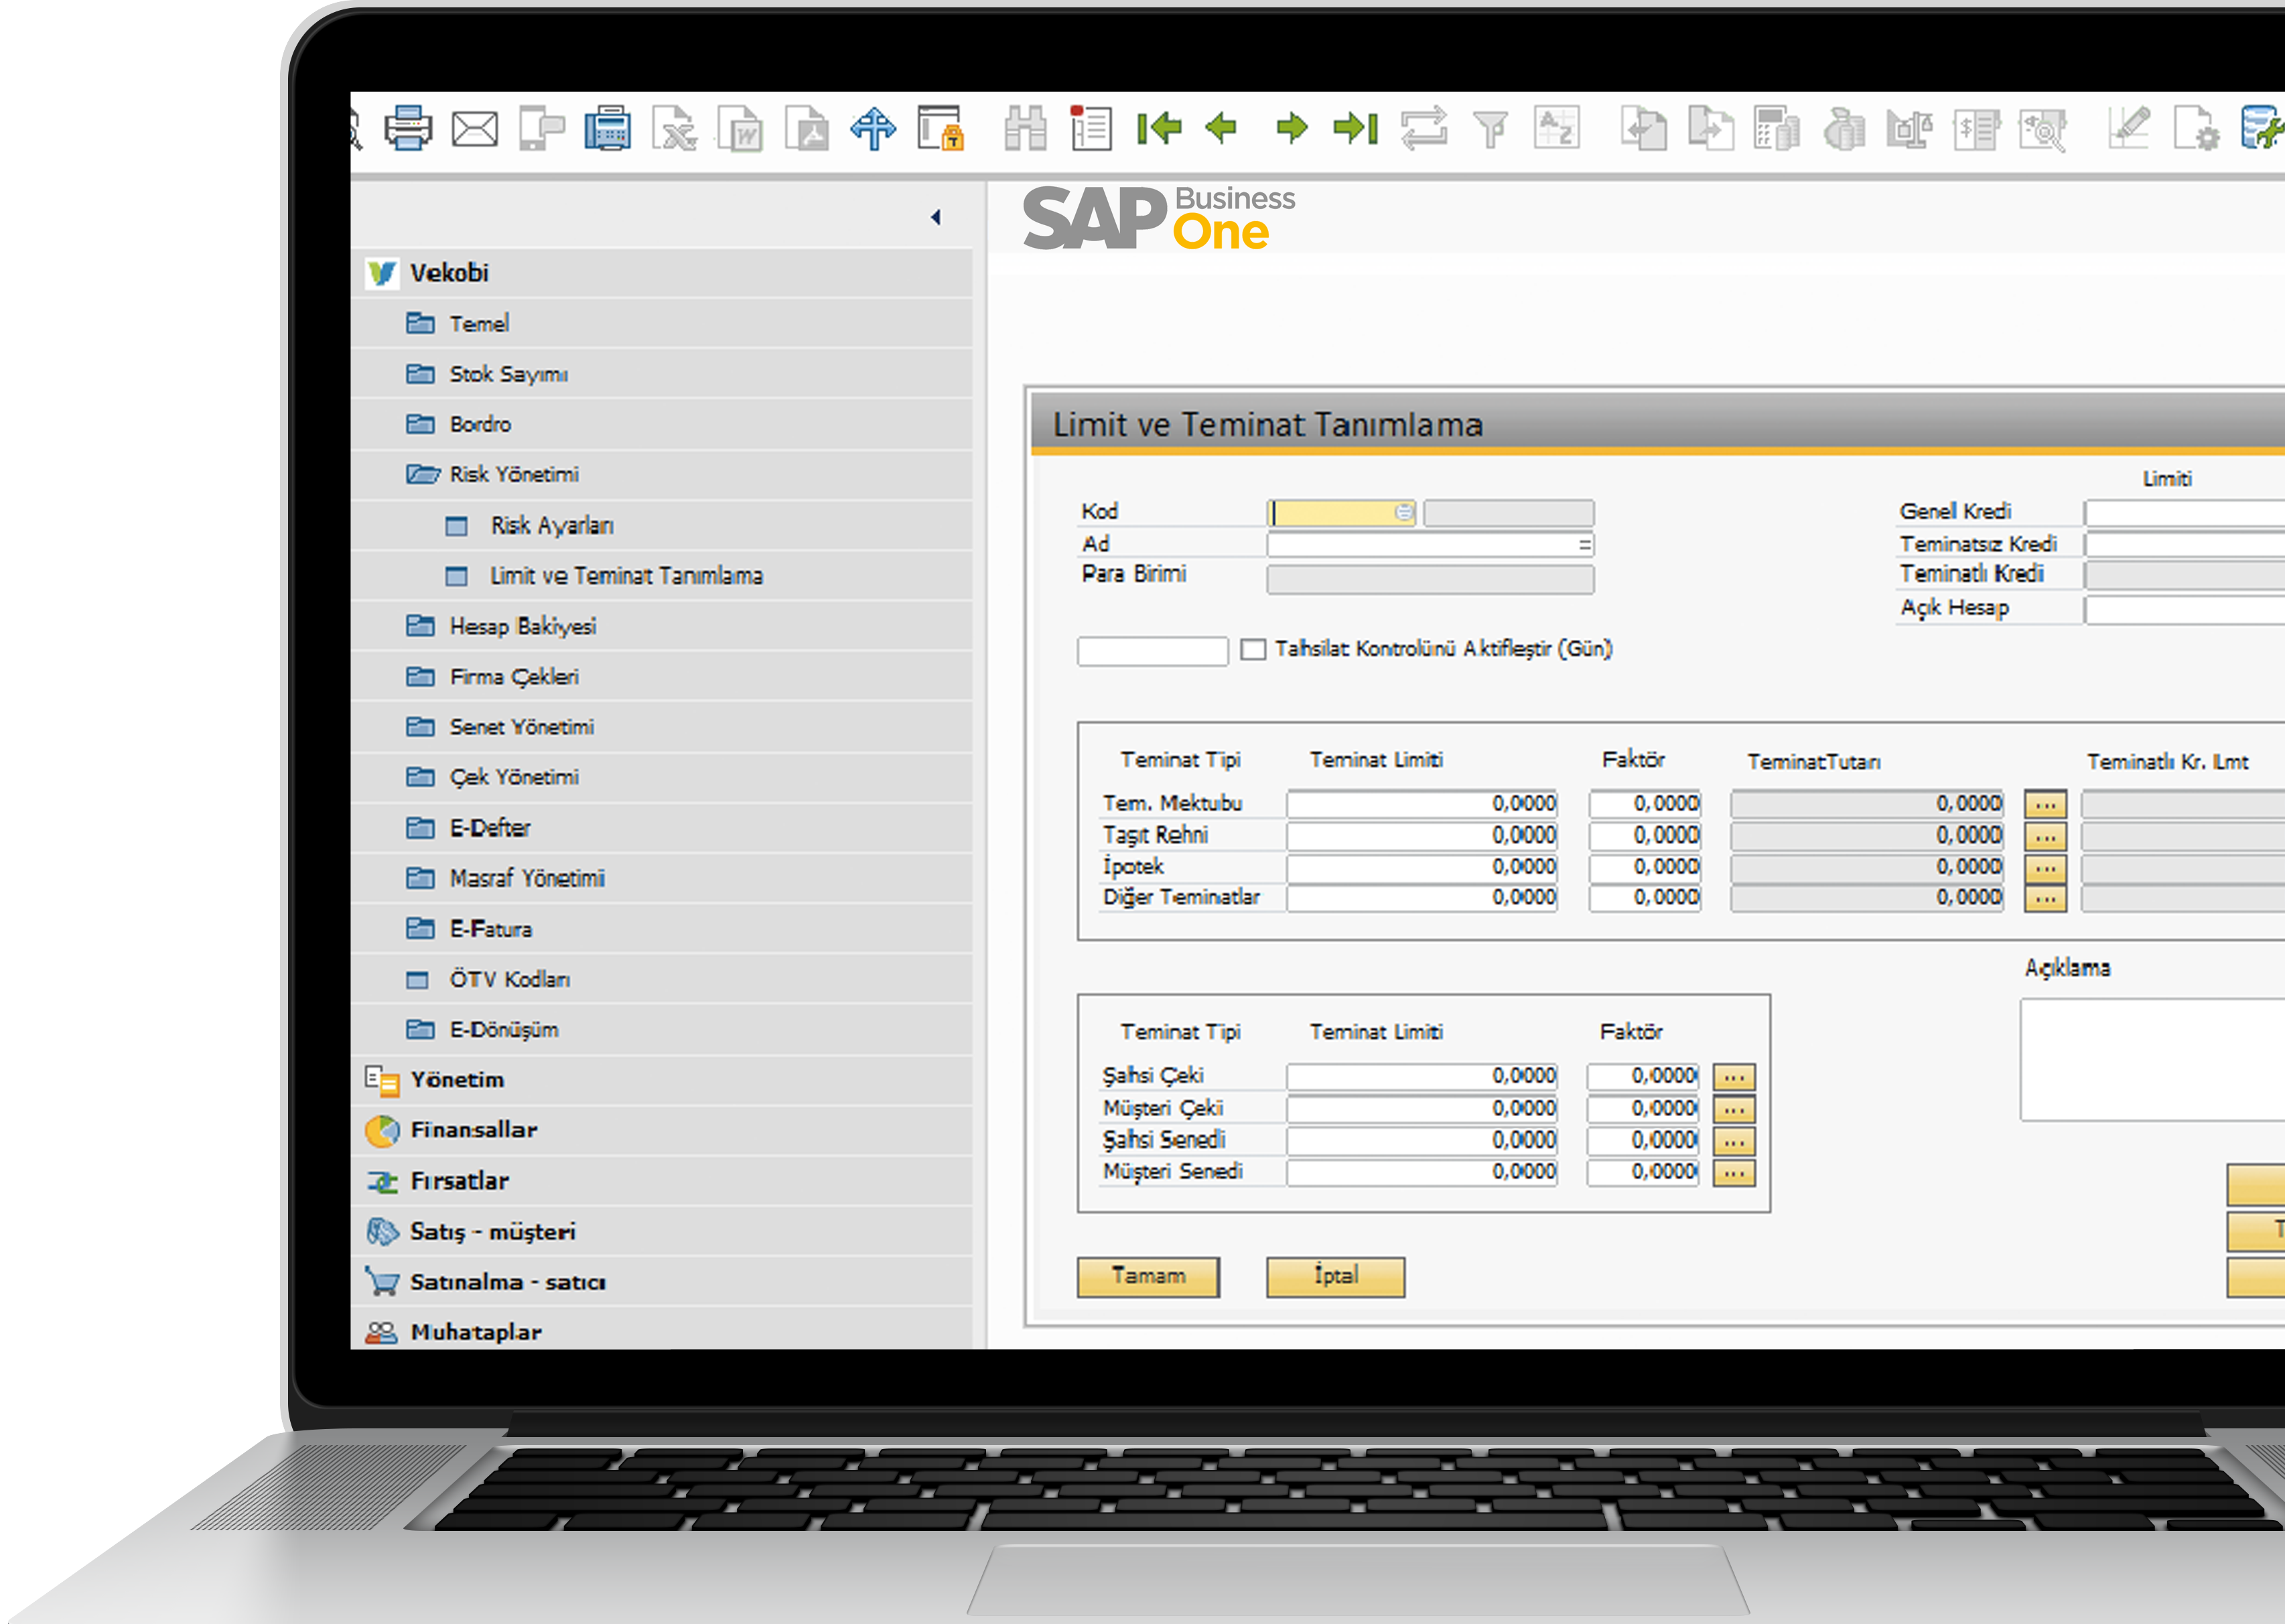 SAP Business One
Vekobi
Temel
Stok Sayımı
Bordro
Risk Yönetimi
Risk Ayarları
Limit ve Teminat Tanımlama
Hesap Bakiyesi
Firma Çekleri
Senet Yönetimi
Çek Yönetimi
E-Defter
Masraf Yönetimi
E-Fatura
ÖTV Kodları
E-Dönüşüm
Yönetim
Finansallar
Fırsatlar
Satış - müşteri
Satınalma - satıcı
Muhataplar
Limit ve Teminat Tanımlama
Limiti
Kod
Genel Kredi
Ad
Teminatsız Kredi
Para Birimi
Teminatlı Kredi
Açık Hesap
Tahsilat Kontrolünü Aktifleştir (Gün)
Teminat Tipi Teminat Limiti Faktör TeminatTutarı Teminatlı Kr. Lmt
Tem. Mektubu 0,0000 0,0000 0,0000 ...
Taşıt Rehni 0,0000 0,0000 0,0000 ...
İpotek 0,0000 0,0000 0,0000 ...
Diğer Teminatlar 0,0000 0,0000 0,0000 ...
Açıklama
Teminat Tipi Teminat Limiti Faktör
Şahsi Çeki 0,0000 0,0000 ...
Müşteri Çeki 0,0000 0,0000 ...
Şahsi Senedi 0,0000 0,0000 ...
Müşteri Senedi 0,0000 0,0000 ...
Tamam İptal